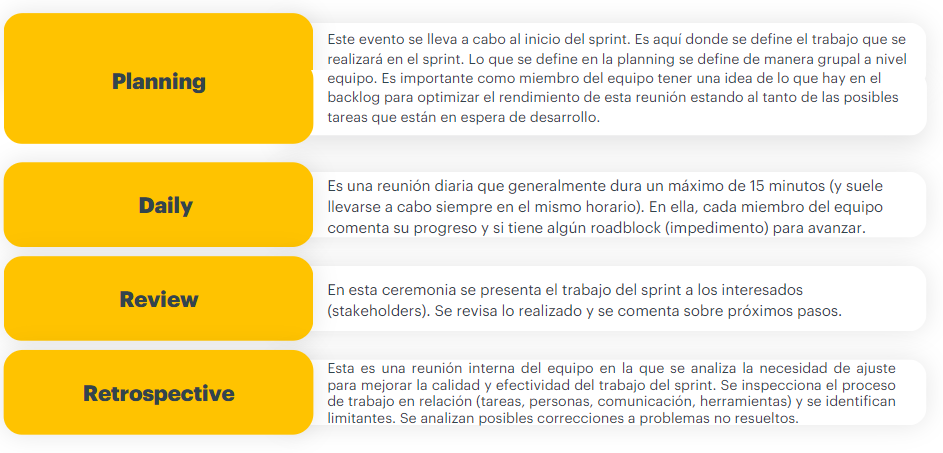 Planning
Este evento se lleva a cabo al inicio del sprint. Es aquí donde se define el trabajo que se
realizará en el sprint. Lo que se define en la planning se define de manera grupal a nivel
equipo. Es importante como miembro del equipo tener una idea de lo que hay en el
backlog para optimizar el rendimiento de esta reunión estando al tanto de las posibles
tareas que están en espera de desarrollo.
Daily
Es una reunión diaria que generalmente dura un máximo de 15 minutos (y suele
llevarse a cabo siempre en el mismo horario). En ella, cada miembro del equipo
comenta su progreso y si tiene algún roadblock (impedimento) para avanzar.
Review
En esta ceremonia se presenta el trabajo del sprint a los interesados
(stakeholders). Se revisa lo realizado y se comenta sobre próximos pasos.
Retrospective
Esta es una reunión interna del equipo en la que se analiza la necesidad de ajuste
para mejorar la calidad y efectividad del trabajo del sprint. Se inspecciona el proceso
de trabajo en relación (tareas, personas, comunicación, herramientas) y se identifican
limitantes. Se analizan posibles correcciones a problemas no resueltos.